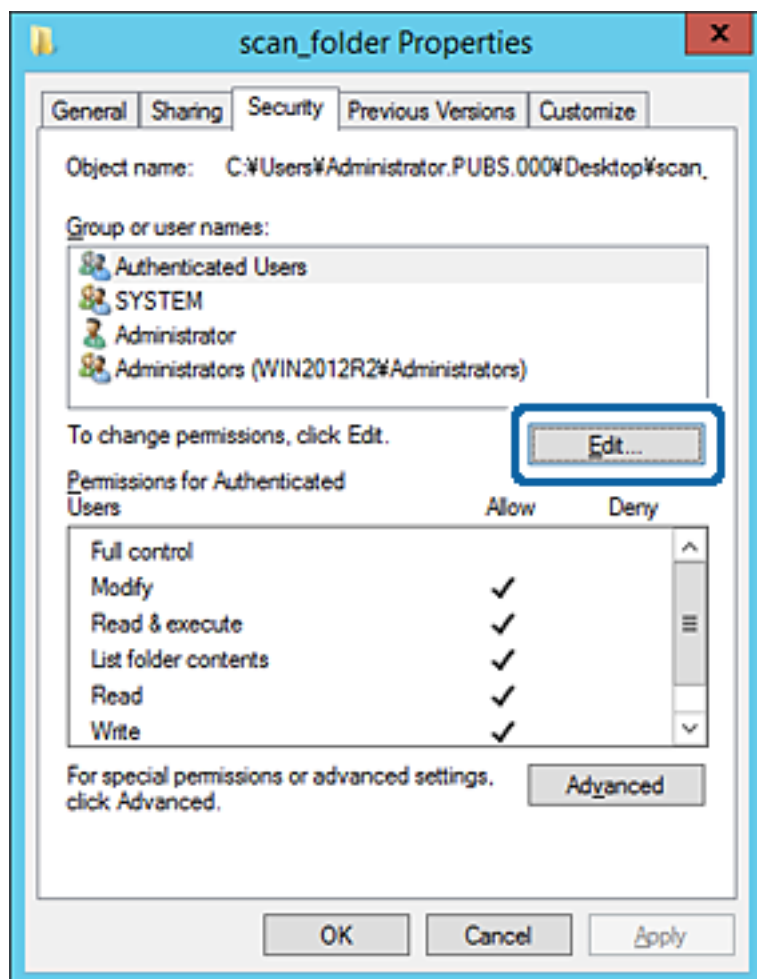 scan_folder Properties
x
General Sharing Security Previous Versions Customize
Object name: C:¥Users¥Administrator.PUBS.000¥Desktop¥scan_
Group or user names:
Authenticated Users
SYSTEM
Administrator
Administrators (WIN2012R2¥Administrators)
To change permissions, click Edit. Edit...
Permissions for Authenticated
Users Allow Deny
Full control
Modify
Read & execute
List folder contents
Read
Write
For special permissions or advanced settings,
click Advanced. Advanced
OK Cancel Apply